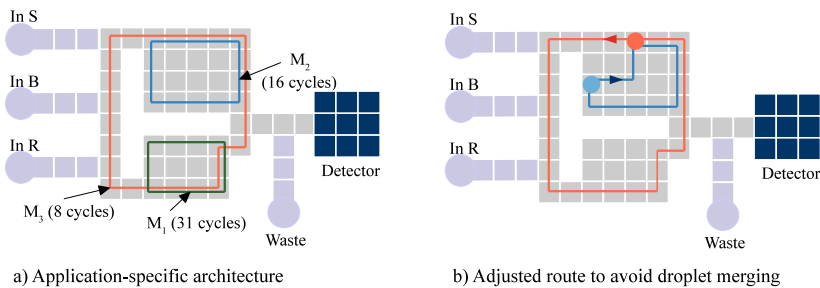 In S
In B
In R
M2
(16 cycles)
Detector
M3 (8 cycles)
M1 (31 cycles)
Waste
a) Application-specific architecture
In S
In B
In R
Detector
Waste
b) Adjusted route to avoid droplet merging